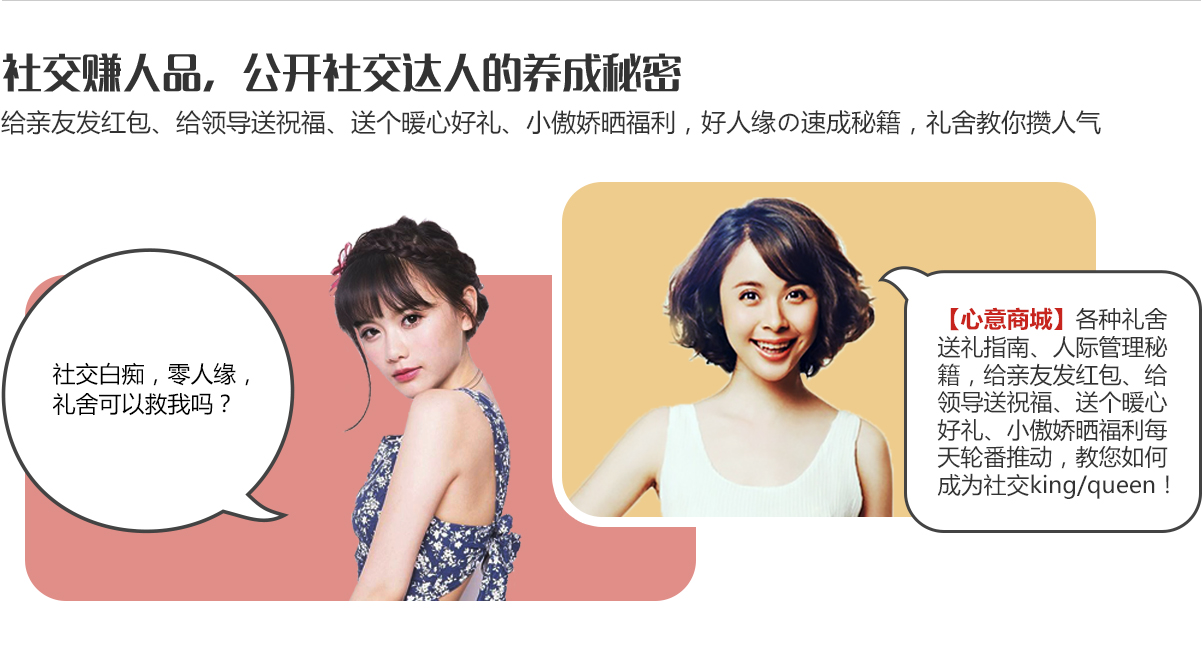 社交赚人品，公开社交达人的养成秘密
给亲友发红包、给领导送祝福、送个暖心好礼、小傲娇晒福利，好人缘の速成秘籍，礼舍教你攒人气
社交白痴，零人缘，
礼舍可以救我吗？
【心意商城】各种礼舍
送礼指南、人际管理秘
籍，给亲友发红包、给
领导送祝福、送个暖心
好礼、小傲娇晒福利每
天轮番推动，教您如何
成为社交king/queen！